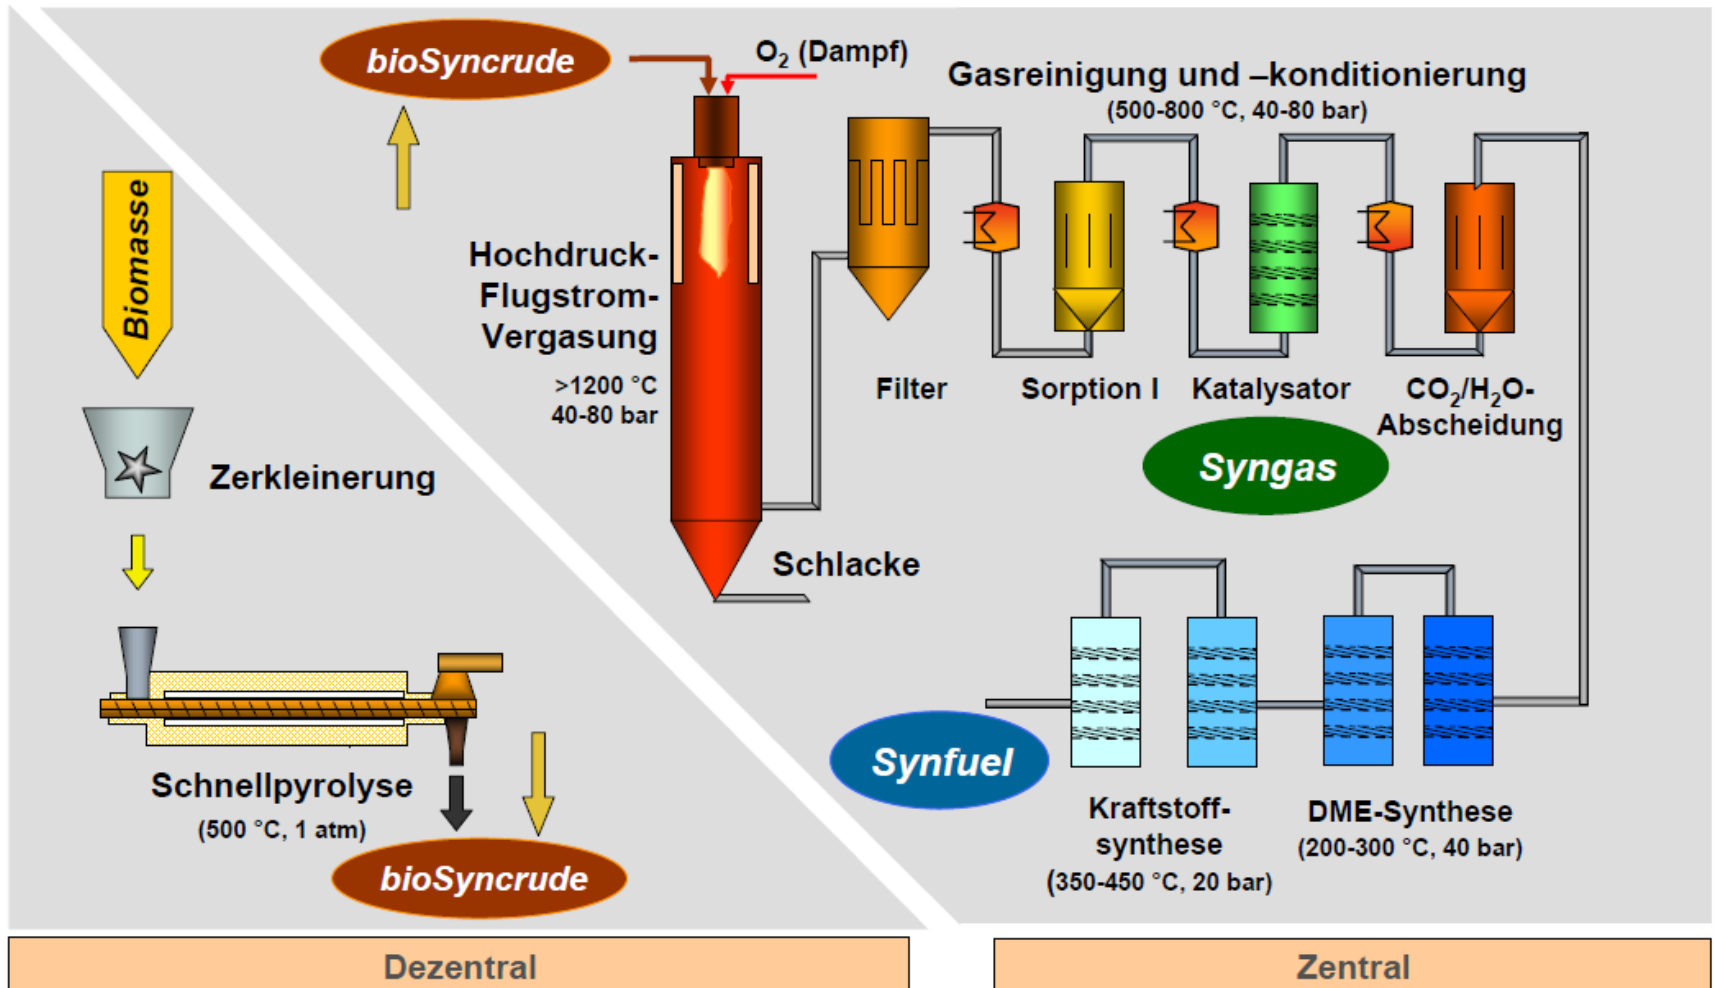 bioSyncrude
O2 (Dampf)
Gasreinigung und –konditionierung
(500-800 °C, 40-80 bar)
Biomasse
Hochdruck-
Flugstrom-
Vergasung
>1200 °C
40-80 bar
Filter
Sorption I
Katalysator
CO2/H2O-
Abscheidung
Syngas
Zerkleinerung
Schlacke
Schnellpyrolyse
(500 °C, 1 atm)
bioSyncrude
Synfuel
Kraftstoff-
synthese
(350-450 °C, 20 bar)
DME-Synthese
(200-300 °C, 40 bar)
Dezentral
Zentral